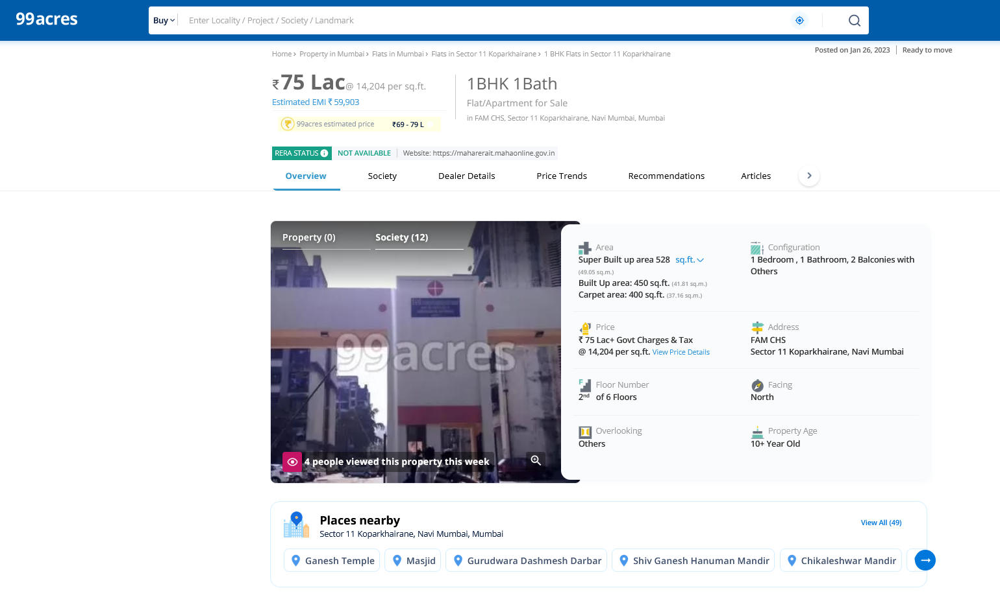 99acres
Buy
Enter Locality / Project / Society / Landmark
Home › Property in Mumbai › Flats in Mumbai › Flats in Sector 11 Koparkhairane › 1 BHK Flats in Sector 11 Koparkhairane
Posted on Jan 26, 2023 | Ready to move
₹ 75 Lac @ 14,204 per sq.ft.
Estimated EMI ₹ 59,903
99acres estimated price ₹69 - 79 L
1BHK 1Bath
Flat/Apartment for Sale
in FAM CHS, Sector 11 Koparkhairane, Navi Mumbai, Mumbai
RERA STATUS NOT AVAILABLE Website: https://maharerait.mahaonline.gov.in
Overview Society Dealer Details Price Trends Recommendations Articles
Property (0) Society (12)
99acres
4 people viewed this property this week
Area
Super Built up area 528 sq.ft.
(49.05 sq.m.)
Built Up area: 450 sq.ft. (41.81 sq.m.)
Carpet area: 400 sq.ft. (37.16 sq.m.)
Configuration
1 Bedroom , 1 Bathroom, 2 Balconies with
Others
Price
₹ 75 Lac+ Govt Charges & Tax
@ 14,204 per sq.ft. View Price Details
Address
FAM CHS
Sector 11 Koparkhairane, Navi Mumbai
Floor Number
2nd of 6 Floors
Facing
North
Overlooking
Others
Property Age
10+ Year Old
Places nearby
Sector 11 Koparkhairane, Navi Mumbai, Mumbai
View All (49)
Ganesh Temple
Masjid
Gurudwara Dashmesh Darbar
Shiv Ganesh Hanuman Mandir
Chikaleshwar Mandir